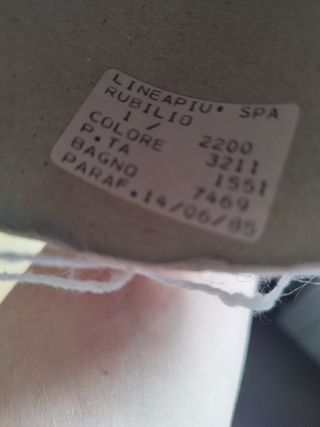 LINEAPIU' SPA
RUBILIO
1 / 2200
COLORE 3211
P.TA 1551
BAGNO 7469
PARAF. 14/06/85